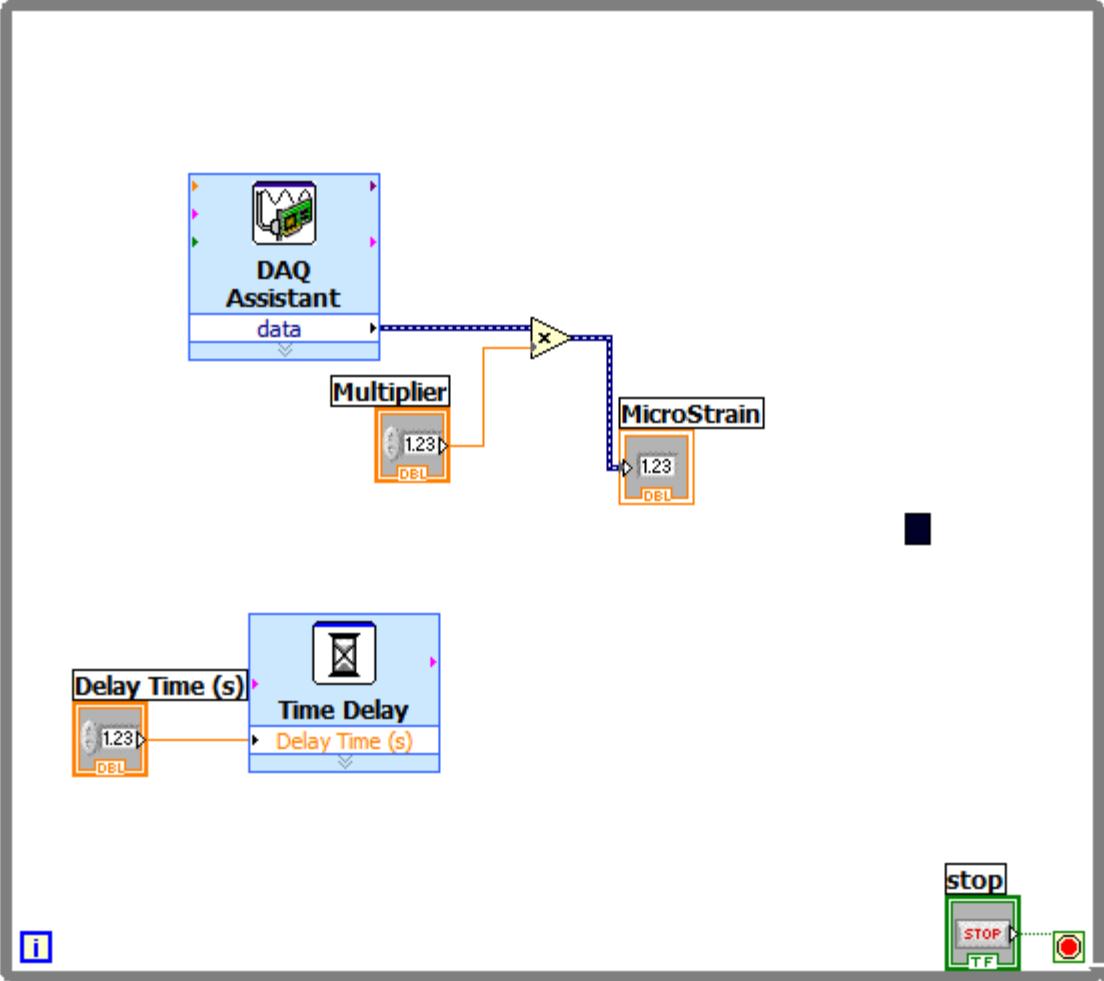 DAQ
Assistant
data
x
Multiplier
1.23
DBL
MicroStrain
1.23
DBL
Delay Time (s)
1.23
DBL
Time Delay
Delay Time (s)
stop
STOP
TF
i